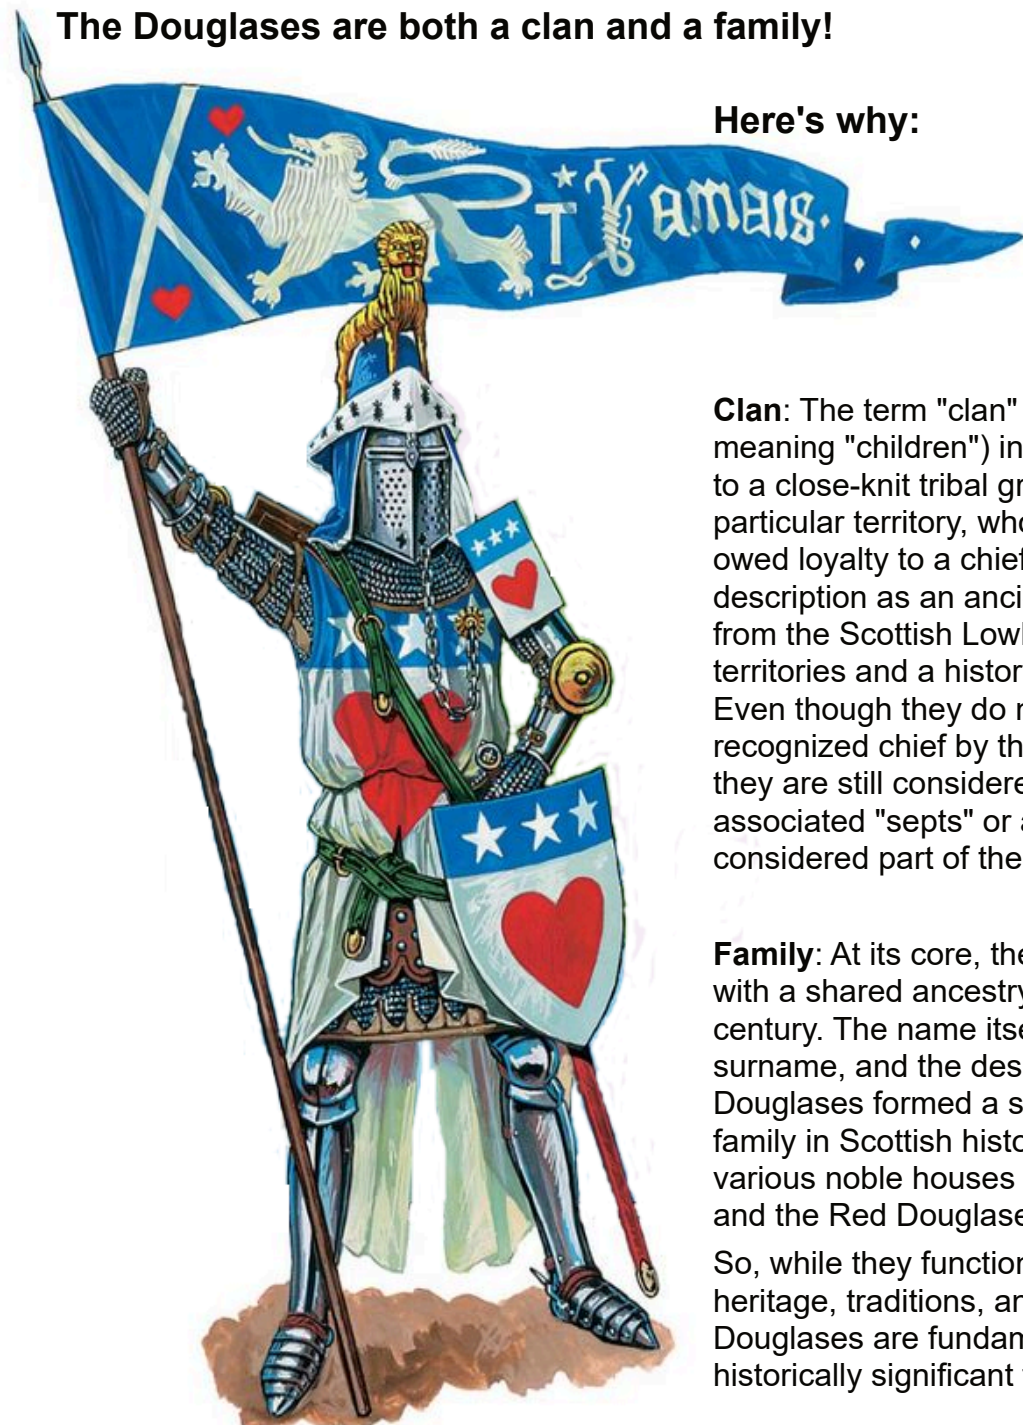 The Douglases are both a clan and a family!
Here's why:
T Jamais.
Clan: The term "clan"
meaning "children") in
to a close-knit tribal gr
particular territory, who
owed loyalty to a chief
description as an anci
from the Scottish Lowl
territories and a histor
Even though they do n
recognized chief by th
they are still considere
associated "septs" or a
considered part of the
Family: At its core, the
with a shared ancestry
century. The name itse
surname, and the des
Douglases formed a s
family in Scottish histo
various noble houses
and the Red Douglase
So, while they function
heritage, traditions, an
Douglases are fundam
historically significant f